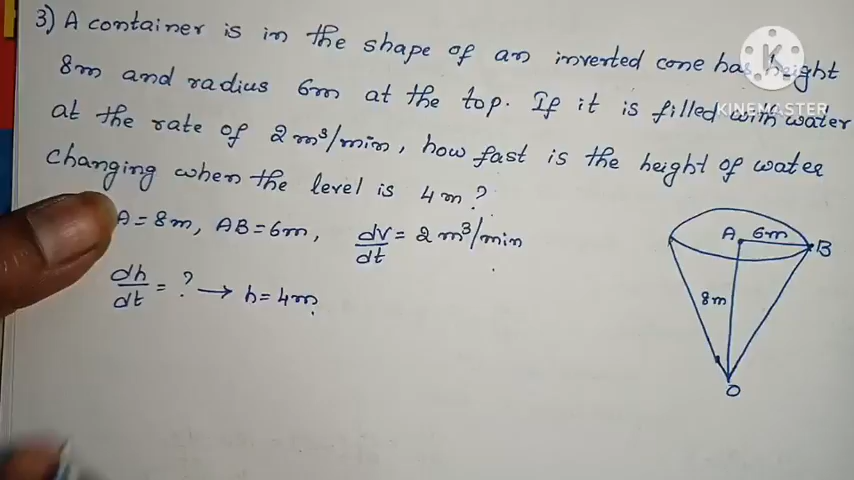 3) A container is in the shape of an inverted cone has height
8m and radius 6m at the top. If it is filled with water
at the rate of 2 m³/min, how fast is the height of water
changing when the level is 4 m?
A = 8m, AB = 6m, dv/dt = 2 m³/min
dh/dt = ? → h = 4m.
A 6m B
8m
O
K
KINEMASTER